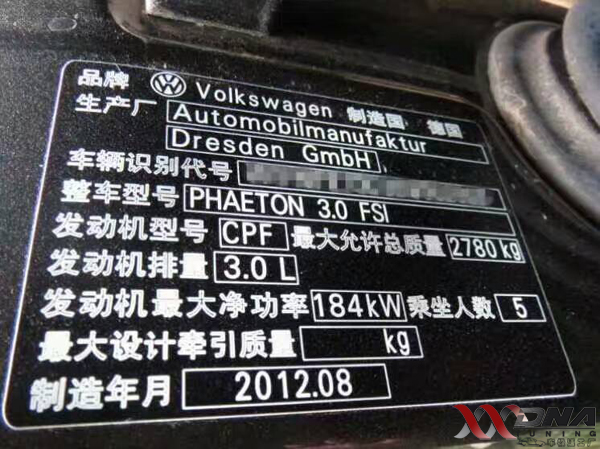 品牌 Volkswagen 制造国 德国
生产厂 Automobilmanufaktur
Dresden GmbH
车辆识别代号
整车型号 PHAETON 3.0 FSI
发动机型号 CPF 最大允许总质量 2780 kg
发动机排量 3.0 L
发动机最大净功率 184kW 乘坐人数 5
最大设计牵引质量 kg
制造年月 2012.08
DNA
TUNING